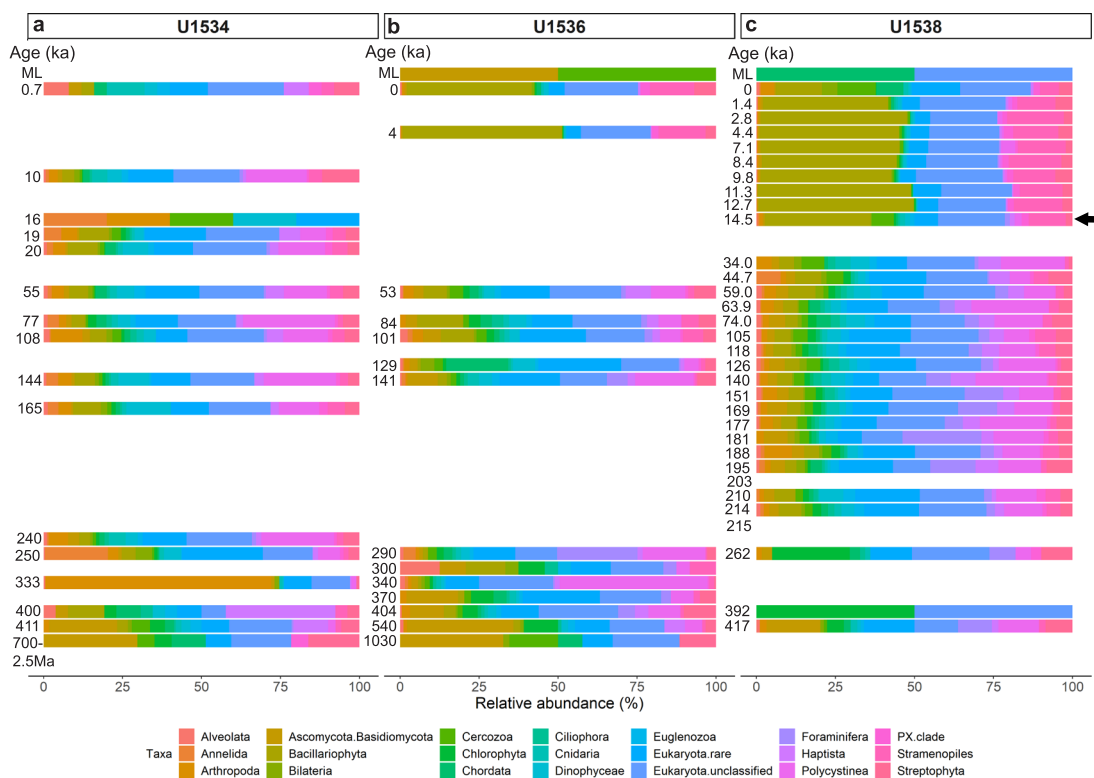 a U1534
b U1536
c U1538
Age (ka)
ML
0.7
10
16
19
20
55
77
108
144
165
240
250
333
400
411
700-
2.5Ma
0 25 50 75 100
Age (ka)
ML
0
4
53
84
101
129
141
290
300
340
370
404
540
1030
0 25 50 75 100
Age (ka)
ML
0
1.4
2.8
4.4
7.1
8.4
9.8
11.3
12.7
14.5
34.0
44.7
59.0
63.9
74.0
105
118
126
140
151
169
177
181
188
195
203
210
214
215
262
392
417
0 25 50 75 100
Relative abundance (%)
Taxa
Alveolata
Annelida
Arthropoda
Ascomycota.Basidiomycota
Bacillariophyta
Bilateria
Cercozoa
Chlorophyta
Chordata
Ciliophora
Cnidaria
Dinophyceae
Euglenozoa
Eukaryota.rare
Eukaryota.unclassified
Foraminifera
Haptista
Polycystinea
PX.clade
Stramenopiles
Streptophyta